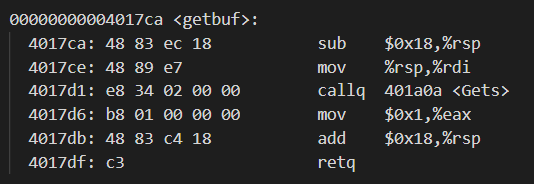 00000000004017ca <getbuf>:
4017ca: 48 83 ec 18 sub $0x18,%rsp
4017ce: 48 89 e7 mov %rsp,%rdi
4017d1: e8 34 02 00 00 callq 401a0a <Gets>
4017d6: b8 01 00 00 00 mov $0x1,%eax
4017db: 48 83 c4 18 add $0x18,%rsp
4017df: c3 retq